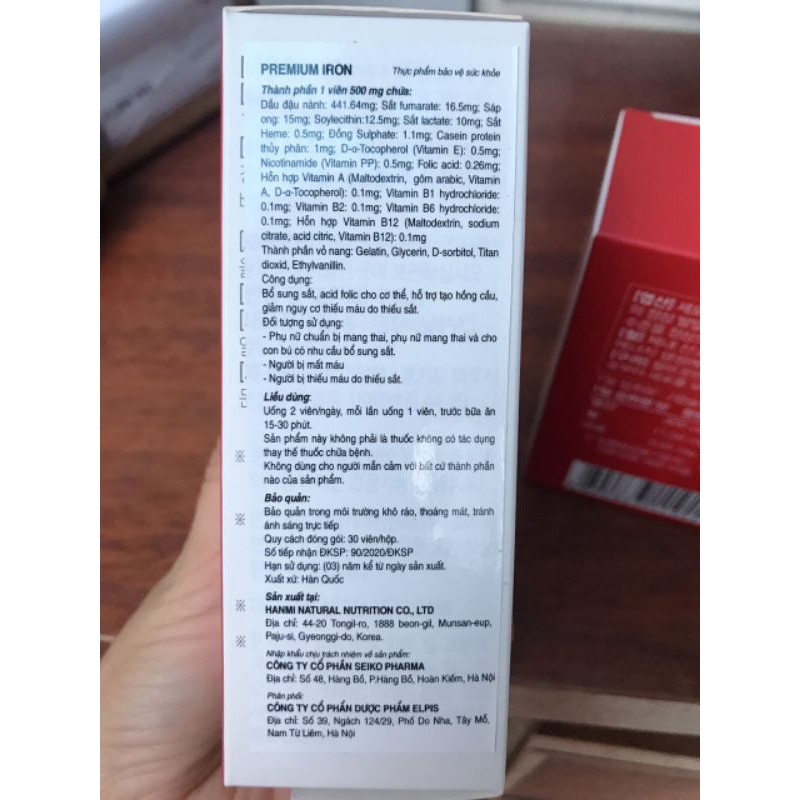 PREMIUM IRON Thực phẩm bảo vệ sức khỏe
Thành phần 1 viên 500 mg chứa:
Dầu đậu nành: 441.64mg; Sắt fumarate: 16.5mg; Sáp
ong: 15mg; Soylecithin:12.5mg; Sắt lactate: 10mg; Sắt
Heme: 0.5mg; Đồng Sulphate: 1.1mg; Casein protein
thủy phân: 1mg; D-α-Tocopherol (Vitamin E): 0.5mg;
Nicotinamide (Vitamin PP): 0.5mg; Folic acid: 0.26mg;
Hỗn hợp Vitamin A (Maltodextrin, gôm arabic, Vitamin
A, D-α-Tocopherol): 0.1mg; Vitamin B1 hydrochloride:
0.1mg; Vitamin B2: 0.1mg; Vitamin B6 hydrochloride:
0.1mg; Hỗn hợp Vitamin B12 (Maltodextrin, sodium
citrate, acid citric, Vitamin B12): 0.1mg
Thành phần vỏ nang: Gelatin, Glycerin, D-sorbitol, Titan
dioxid, Ethylvanillin.
Công dụng:
Bổ sung sắt, acid folic cho cơ thể, hỗ trợ tạo hồng cầu,
giảm nguy cơ thiếu máu do thiếu sắt.
Đối tượng sử dụng:
- Phụ nữ chuẩn bị mang thai, phụ nữ mang thai và cho
con bú có nhu cầu bổ sung sắt.
- Người bị mất máu
- Người bị thiếu máu do thiếu sắt.
Liều dùng:
Uống 2 viên/ngày, mỗi lần uống 1 viên, trước bữa ăn
15-30 phút.
Sản phẩm này không phải là thuốc không có tác dụng
thay thế thuốc chữa bệnh.
Không dùng cho người mẫn cảm với bất cứ thành phần
nào của sản phẩm.
Bảo quản:
Bảo quản trong môi trường khô ráo, thoáng mát, tránh
ánh sáng trực tiếp
Quy cách đóng gói: 30 viên/hộp.
Số tiếp nhận ĐKSP: 90/2020/ĐKSP
Hạn sử dụng: (03) năm kể từ ngày sản xuất.
Xuất xứ: Hàn Quốc
Sản xuất tại:
HANMI NATURAL NUTRITION CO., LTD
Địa chỉ: 44-20 Tongil-ro, 1888 beon-gil, Munsan-eup,
Paju-si, Gyeonggi-do, Korea.
Nhập khẩu chịu trách nhiệm về sản phẩm:
CÔNG TY CỔ PHẦN SEIKO PHARMA
Địa chỉ: Số 48, Hàng Bồ, P.Hàng Bồ, Hoàn Kiếm, Hà Nội
Phân phối:
CÔNG TY CỔ PHẦN DƯỢC PHẨM ELPIS
Địa chỉ: Số 39, Ngách 124/29, Phố Do Nha, Tây Mỗ,
Nam Từ Liêm, Hà Nội